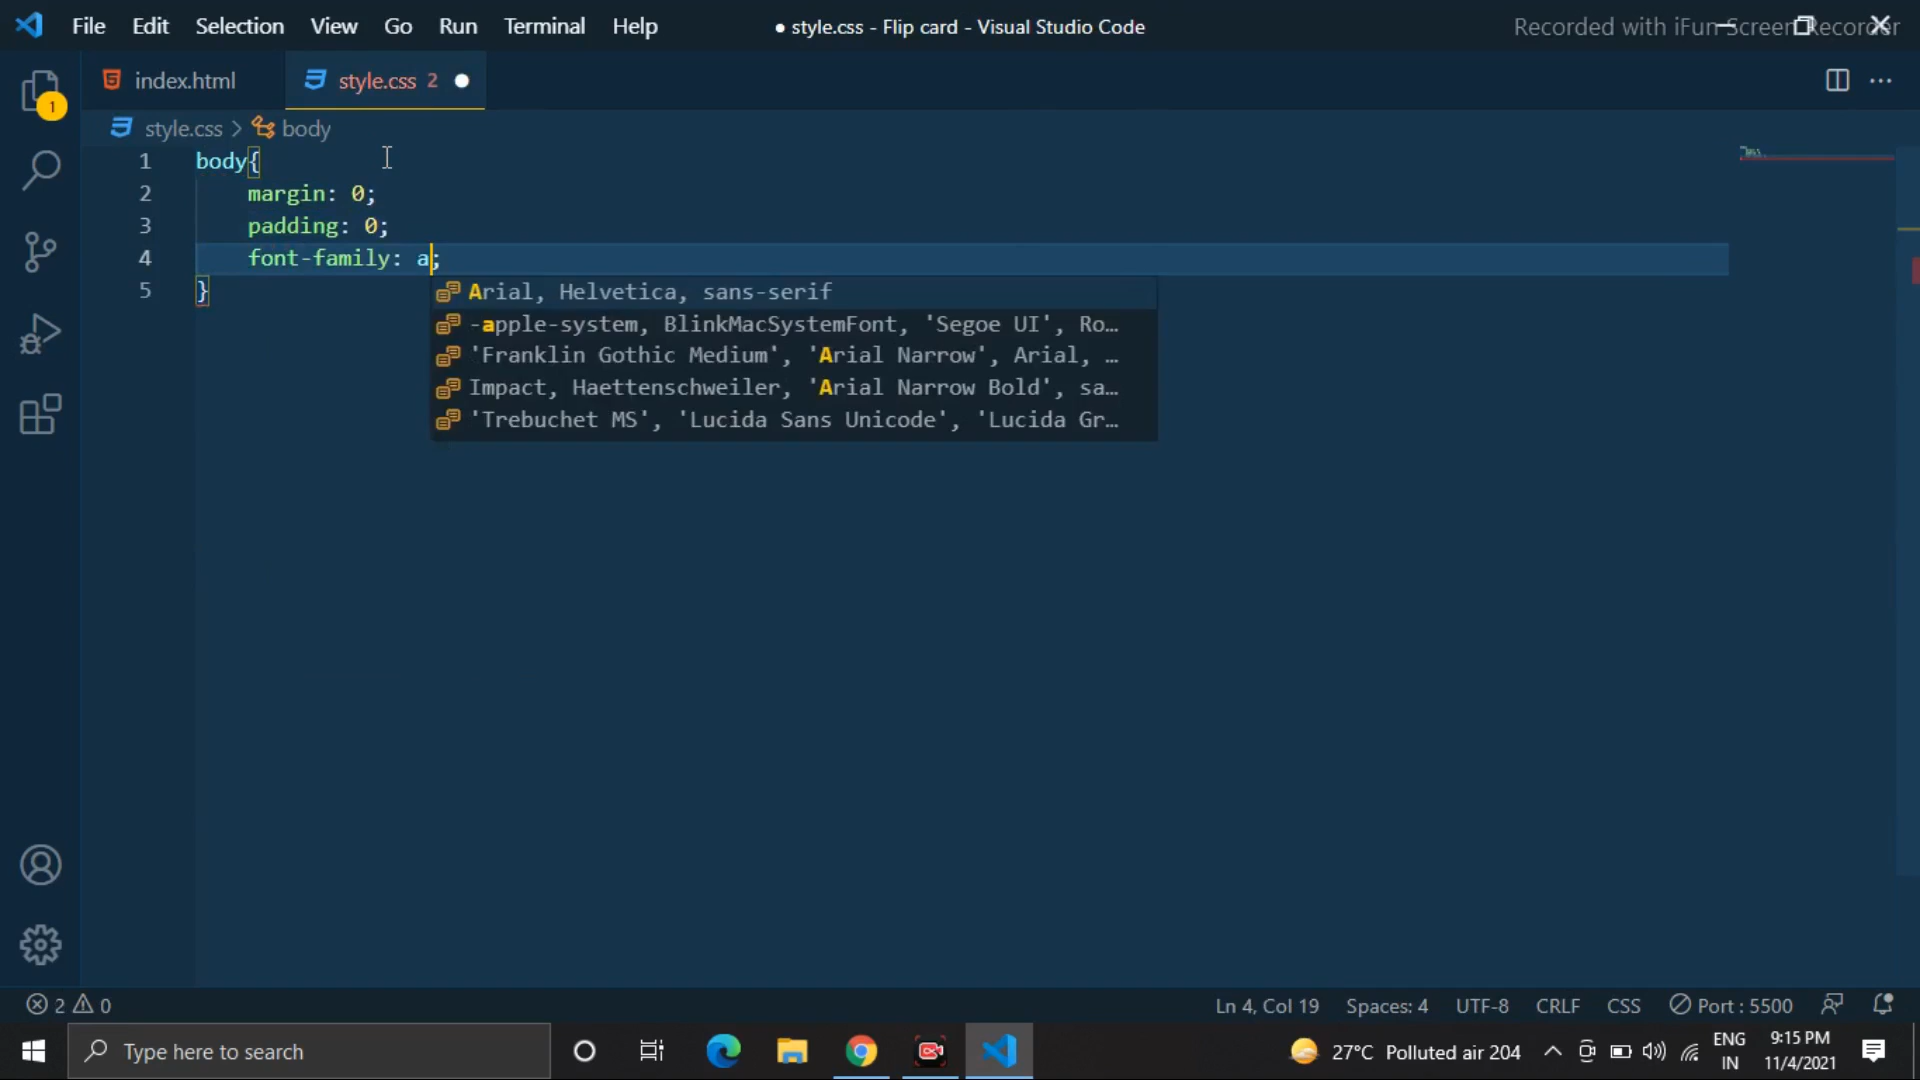 File Edit Selection View Go Run Terminal Help
● style.css - Flip card - Visual Studio Code
Recorded with iFun Screen Recorder
index.html
style.css 2
style.css > body
1 body{
2 margin: 0;
3 padding: 0;
4 font-family: a;
5 }
Arial, Helvetica, sans-serif
-apple-system, BlinkMacSystemFont, 'Segoe UI', Ro…
'Franklin Gothic Medium', 'Arial Narrow', Arial, …
Impact, Haettenschweiler, 'Arial Narrow Bold', sa…
'Trebuchet MS', 'Lucida Sans Unicode', 'Lucida Gr…
1
2 0
Ln 4, Col 19 Spaces: 4 UTF-8 CRLF CSS Port : 5500
Type here to search
27°C Polluted air 204
ENG
IN
9:15 PM
11/4/2021